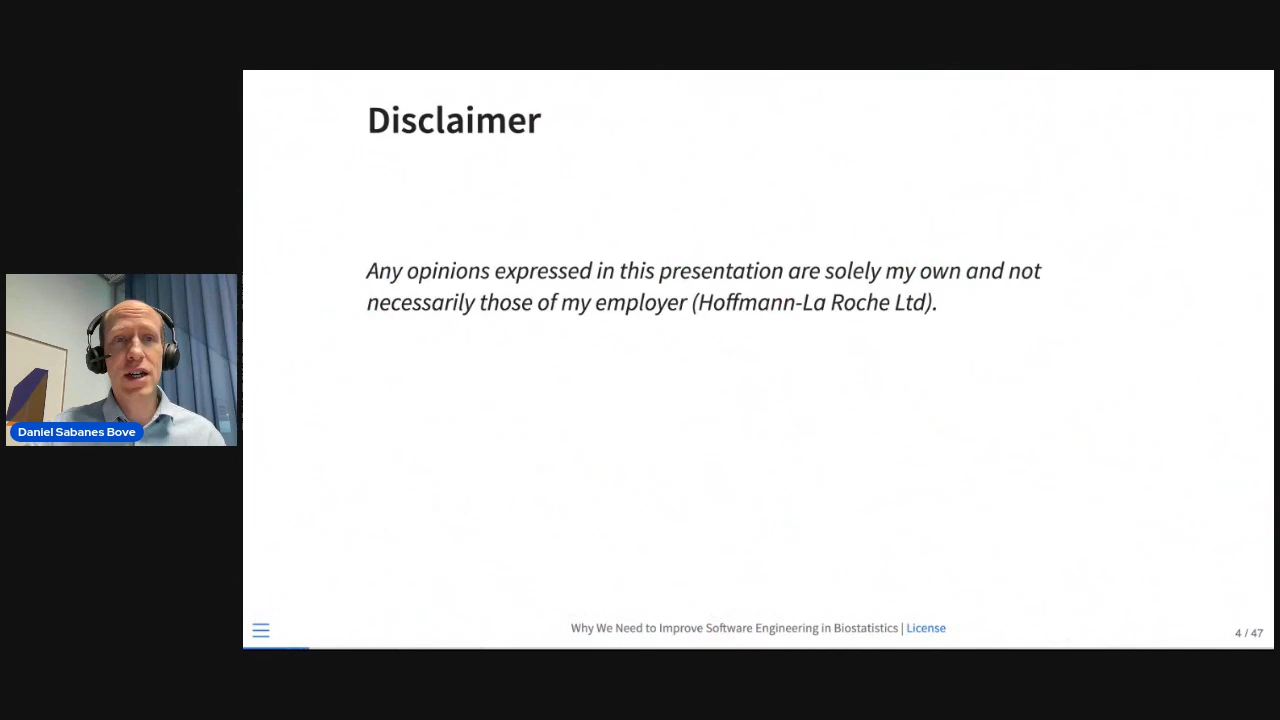 Disclaimer
Any opinions expressed in this presentation are solely my own and not
necessarily those of my employer (Hoffmann-La Roche Ltd).
Daniel Sabanes Bove
Why We Need to Improve Software Engineering in Biostatistics | License
4 / 47